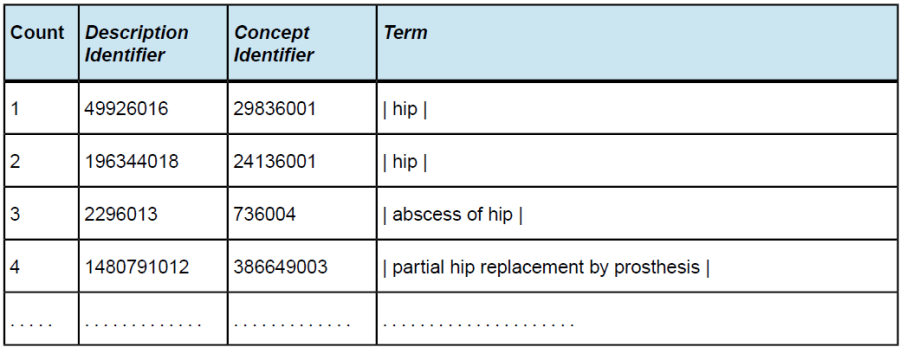 Count Description Identifier Concept Identifier Term
1 49926016 29836001 | hip |
2 196344018 24136001 | hip |
3 2296013 736004 | abscess of hip |
4 1480791012 386649003 | partial hip replacement by prosthesis |
. . . . . . . . . . . . . . . . . . . . . . . . . . . . . . . . . . . . . . . . . . . . . . . . . . . .